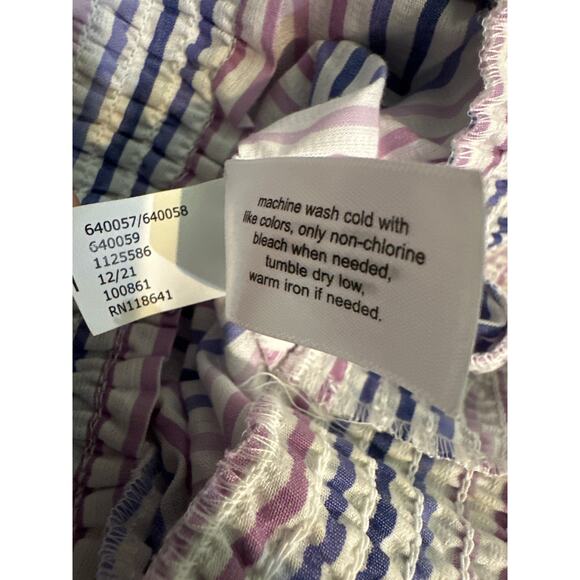 640057/640058
640059
1125586
12/21
100861
RN118641
machine wash cold with
like colors, only non-chlorine
bleach when needed,
tumble dry low,
warm iron if needed.